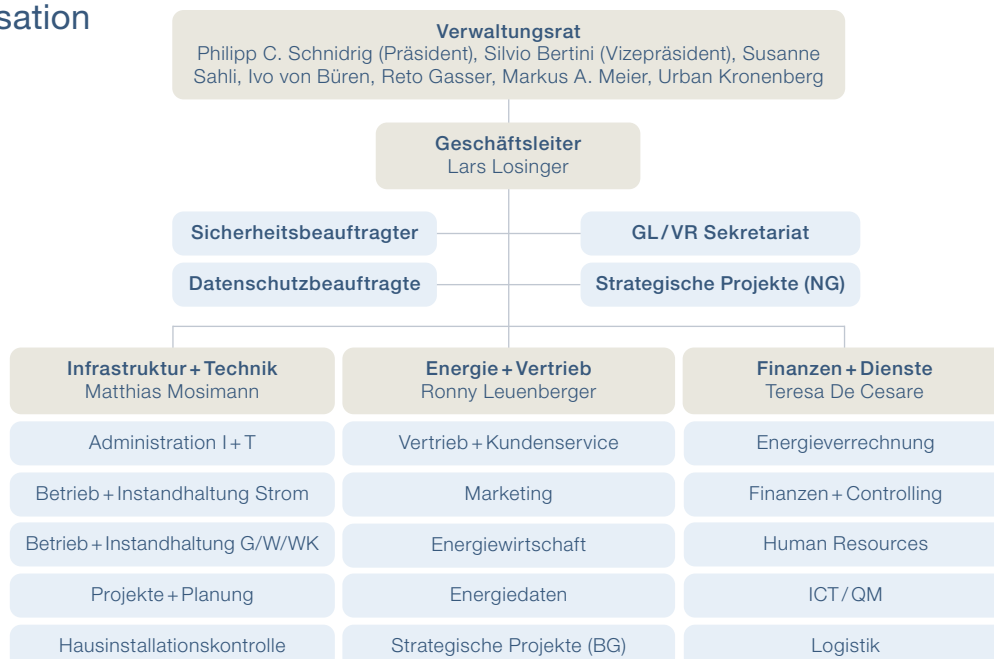 sation
Verwaltungsrat
Philipp C. Schnidrig (Präsident), Silvio Bertini (Vizepräsident), Susanne
Sahli, Ivo von Büren, Reto Gasser, Markus A. Meier, Urban Kronenberg
Geschäftsleiter
Lars Losinger
Sicherheitsbeauftragter
GL/VR Sekretariat
Datenschutzbeauftragte
Strategische Projekte (NG)
Infrastruktur+Technik
Matthias Mosimann
Administration I+T
Betrieb+Instandhaltung Strom
Betrieb+Instandhaltung G/W/WK
Projekte+Planung
Hausinstallationskontrolle
Energie+Vertrieb
Ronny Leuenberger
Vertrieb+Kundenservice
Marketing
Energiewirtschaft
Energiedaten
Strategische Projekte (BG)
Finanzen+Dienste
Teresa De Cesare
Energieverrechnung
Finanzen+Controlling
Human Resources
ICT/QM
Logistik